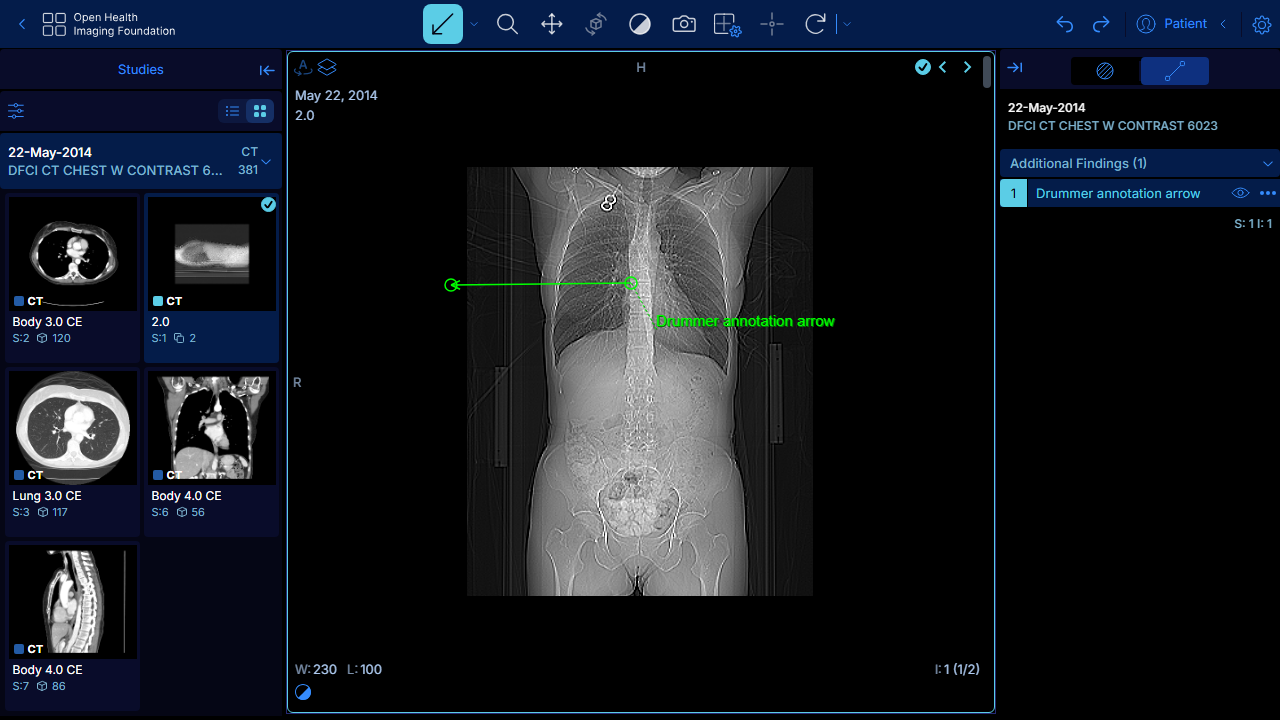 Open Health
Imaging Foundation
Patient
Studies
22-May-2014
CT
DFCI CT CHEST W CONTRAST 6...
381
CT
Body 3.0 CE
S:2 120
CT
2.0
S:1 2
CT
Lung 3.0 CE
S:3 117
CT
Body 4.0 CE
S:6 56
CT
Body 4.0 CE
S:7 86
A
H
May 22, 2014
2.0
R
Drummer annotation arrow
W: 230 L: 100
I: 1 (1/2)
22-May-2014
DFCI CT CHEST W CONTRAST 6023
Additional Findings (1)
1 Drummer annotation arrow
S: 1 I: 1